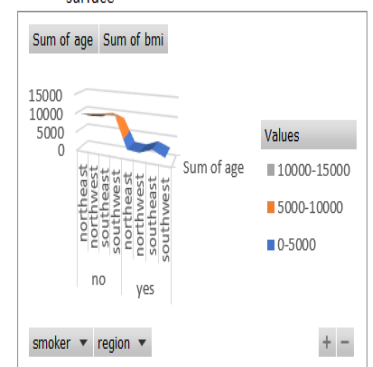 surface
Sum of age Sum of bmi
15000
10000
5000
0
Sum of age
northeast
northwest
southeast
southwest
northeast
northwest
southeast
southwest
no
yes
Values
10000-15000
5000-10000
0-5000
smoker region
+ -